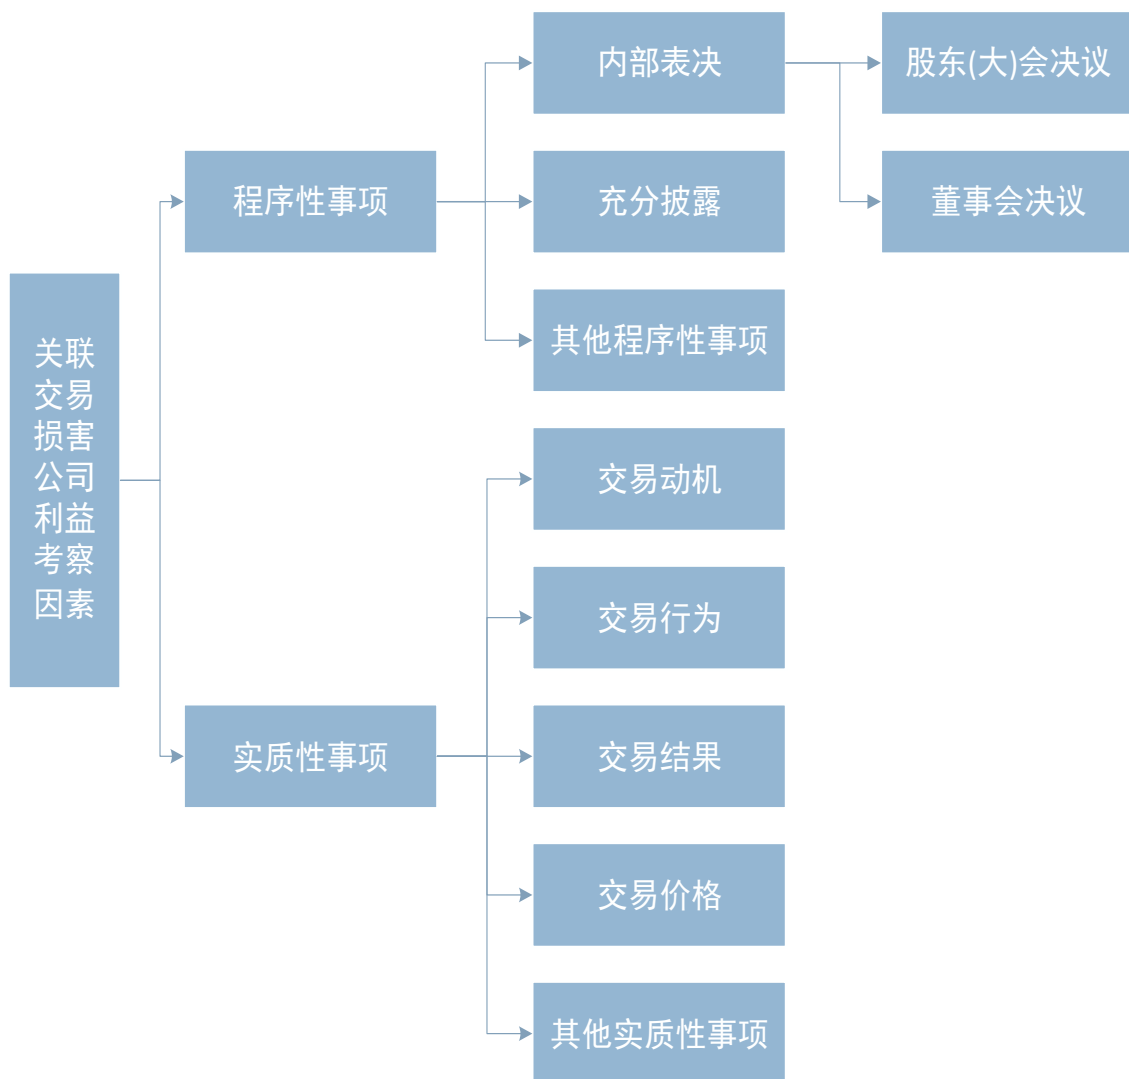 关联
交易
损害
公司
利益
考察
因素
程序性事项
内部表决
股东(大)会决议
董事会决议
充分披露
其他程序性事项
实质性事项
交易动机
交易行为
交易结果
交易价格
其他实质性事项